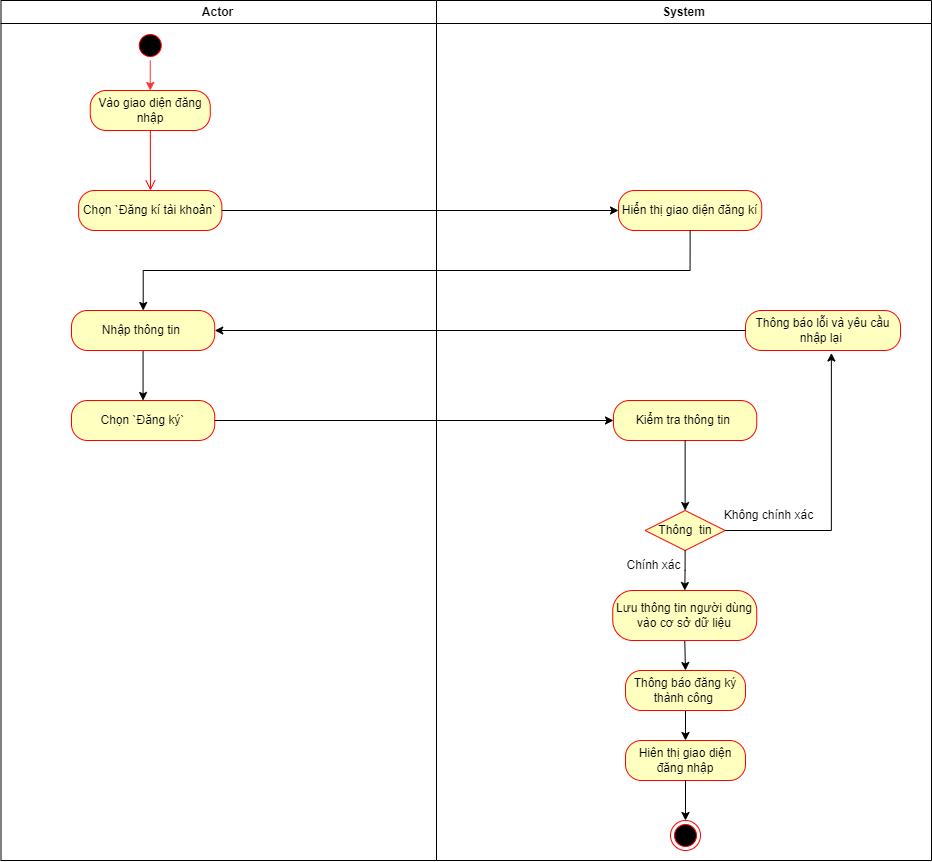 Actor
System
Vào giao diện đăng
nhập
Chọn `Đăng kí tài khoản`
Hiển thị giao diện đăng kí
Nhập thông tin
Thông báo lỗi và yêu cầu
nhập lại
Chọn `Đăng ký`
Kiểm tra thông tin
Không chính xác
Thông  tin
Chính xác
Lưu thông tin người dùng
vào cơ sở dữ liệu
Thông báo đăng ký
thành công
Hiên thị giao diện
đăng nhập